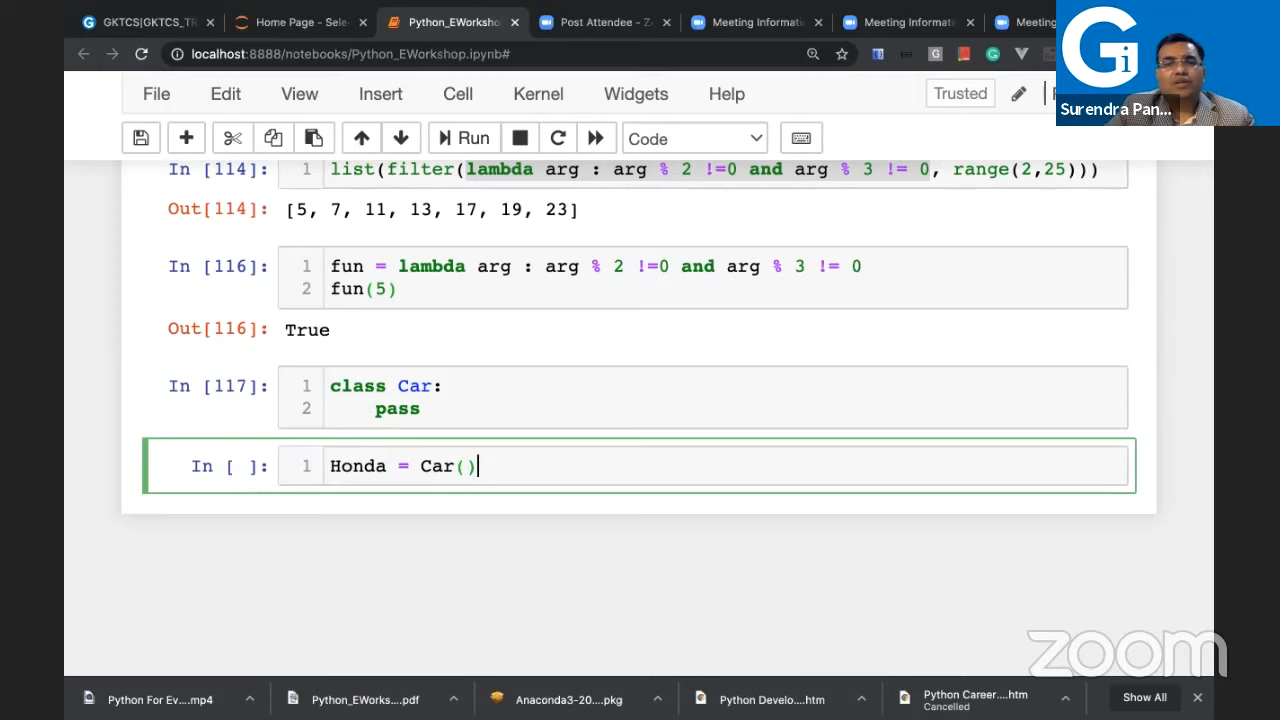 GKTCS|GKTCS_TR
Home Page - Sele
Python_EWorksho
Post Attendee - Z
Meeting Informati
Meeting Informati
Meeting
localhost:8888/notebooks/Python_EWorkshop.ipynb#
Gi
Surendra Pan...
File Edit View Insert Cell Kernel Widgets Help Trusted
Run Code
In [114]: 1 list(filter(lambda arg : arg % 2 !=0 and arg % 3 != 0, range(2,25)))
Out[114]: [5, 7, 11, 13, 17, 19, 23]
In [116]: 1 fun = lambda arg : arg % 2 !=0 and arg % 3 != 0
2 fun(5)
Out[116]: True
In [117]: 1 class Car:
2 pass
In [ ]: 1 Honda = Car()
zoom
Python For Ev....mp4
Python_EWorks....pdf
Anaconda3-20....pkg
Python Develo....htm
Python Career....htm
Cancelled
Show All